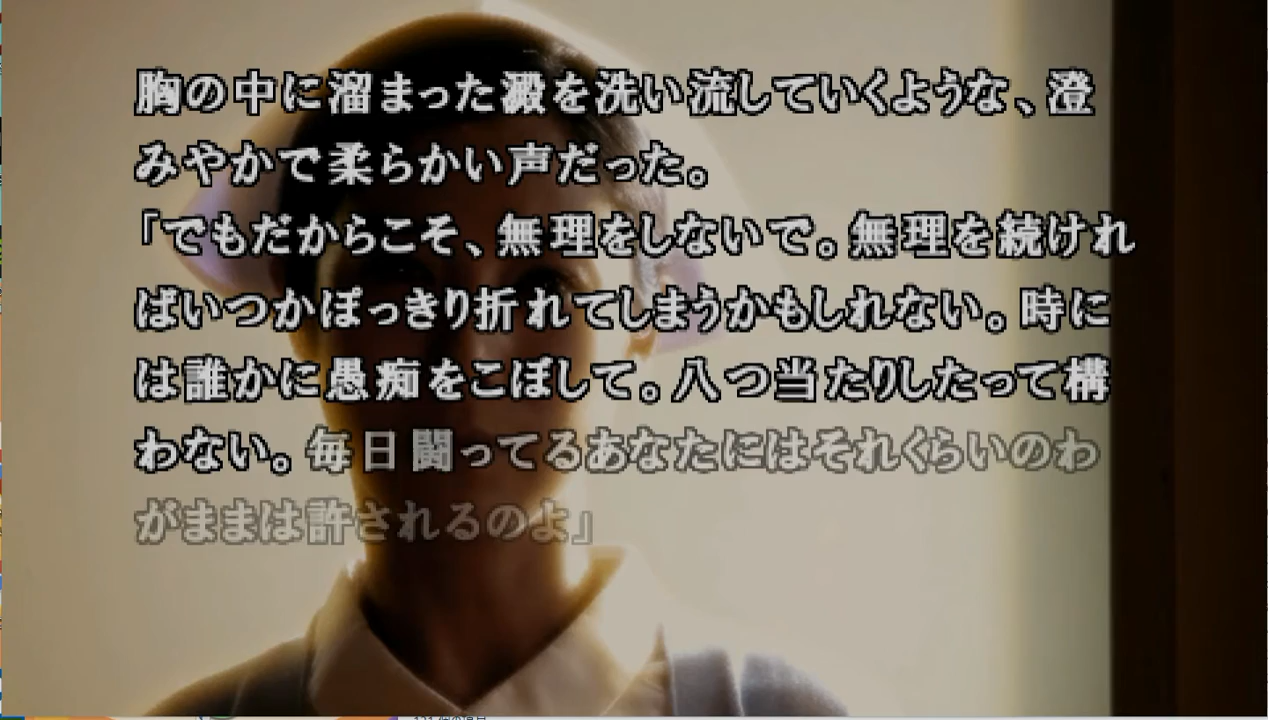 胸の中に溜まった澱を洗い流していくような、澄
みやかで柔らかい声だった。
「でもだからこそ、無理をしないで。無理を続けれ
ばいつかぽっきり折れてしまうかもしれない。時に
は誰かに愚痴をこぼして。八つ当たりしたって構
わない。毎日闘ってるあなたにはそれくらいのわ
がままは許されるのよ」